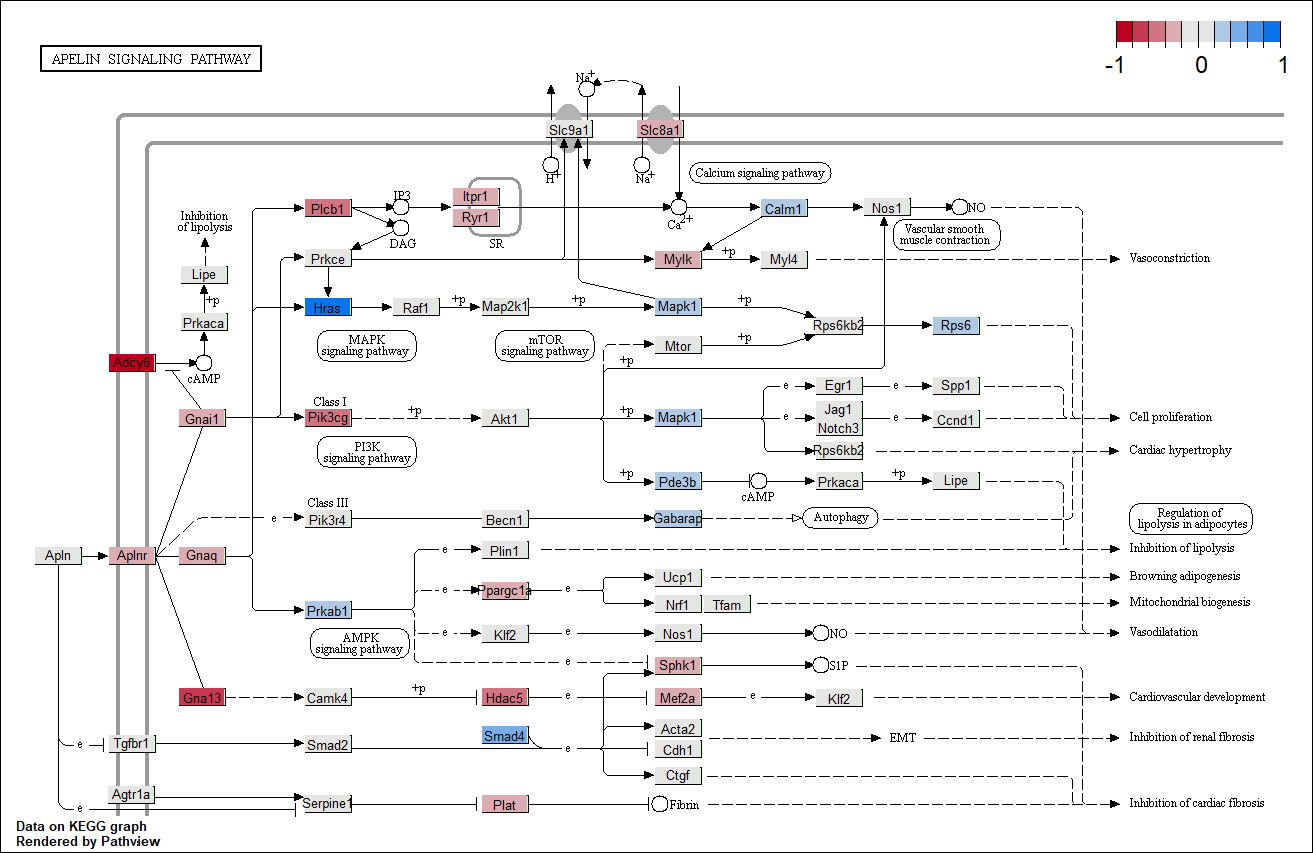 APELIN SIGNALING PATHWAY
-1 0 1
Na+
Slc9a1
Slc8a1
H+
Na+
Calcium signaling pathway
Ca2+
Inhibition
of lipolysis
Plcb1
IP3
DAG
Itpr1
Ryr1
SR
Calm1
Nos1
NO
Vascular smooth
muscle contraction
Lipe
+p
Prkaca
cAMP
Prkce
Mylk
+p
Myl4
Vasoconstriction
Hras
Raf1
+p
Map2k1
+p
Mapk1
+p
MAPK
signaling pathway
mTOR
signaling pathway
Mtor
+p
+p
Rps6kb2
Rps6
Adcy6
Gnai1
Class I
Pik3cg
+p
Akt1
+p
Mapk1
e
Egr1
e
Spp1
e
Jag1
Notch3
e
Ccnd1
Cell proliferation
Rps6kb2
Cardiac hypertrophy
PI3K
signaling pathway
+p
Pde3b
cAMP
Prkaca
+p
Lipe
Class III
e
Pik3r4
Becn1
Gabarap
Autophagy
Regulation of
lipolysis in adipocytes
Apln
Aplnr
Gnaq
e
Plin1
Inhibition of lipolysis
Prkab1
e
Ppargc1a
e
Ucp1
Browning adipogenesis
Nrf1
Tfam
Mitochondrial biogenesis
AMPK
signaling pathway
e
Klf2
e
Nos1
NO
Vasodilatation
e
Sphk1
S1P
Gna13
Camk4
+p
Hdac5
e
Mef2a
e
Klf2
Cardiovascular development
e
Tgfbr1
Smad2
Smad4
e
Acta2
Cdh1
EMT
Inhibition of renal fibrosis
Ctgf
Agtr1a
e
Serpine1
Plat
Fibrin
Inhibition of cardiac fibrosis
Data on KEGG graph
Rendered by Pathview